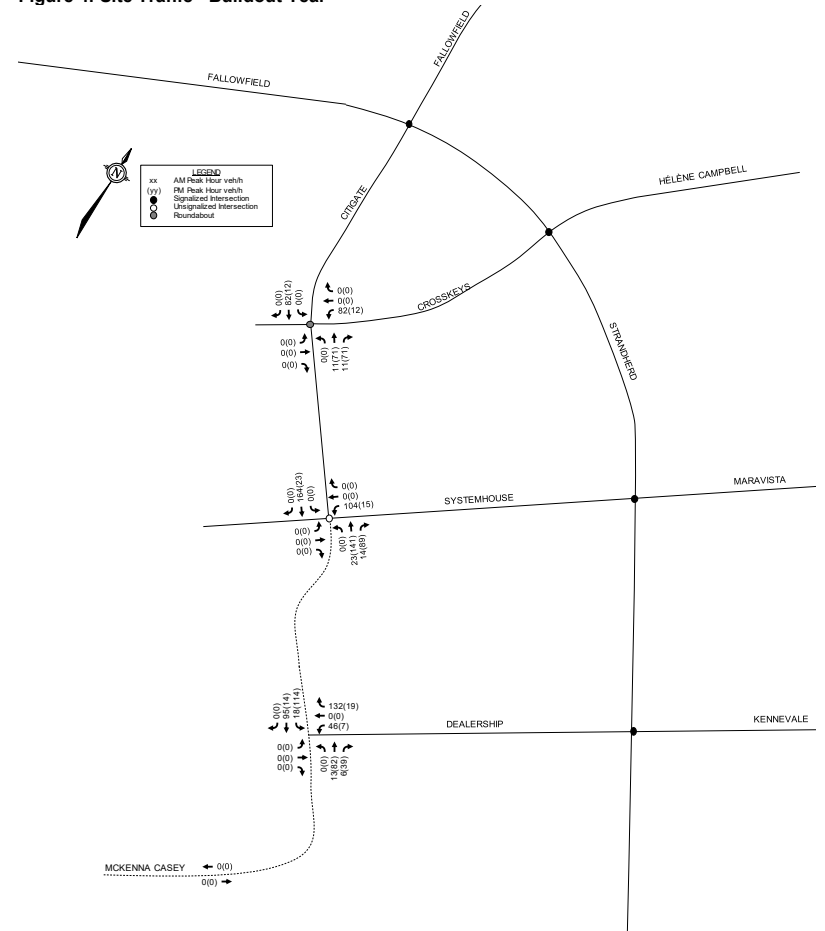 Figure 4: Site Traffic - Buildout Year
FALLOWFIELD
FALLOWFIELD
N
LEGEND
xx AM Peak Hour veh/h
(yy) PM Peak Hour veh/h
Signalized Intersection
Unsignalized Intersection
Roundabout
HÉLÈNE CAMPBELL
CITIGATE
CROSSKEYS
STRANDHERD
0(0)
82(12)
0(0)
0(0)
0(0)
82(12)
0(0)
0(0)
0(0)
0(0)
11(71)
11(71)
MARAVISTA
SYSTEMHOUSE
0(0)
164(23)
0(0)
0(0)
0(0)
104(15)
0(0)
0(0)
0(0)
0(0)
23(141)
14(89)
0(0)
95(14)
18(114)
132(19)
0(0)
46(7)
DEALERSHIP
KENNEVALE
0(0)
0(0)
0(0)
0(0)
13(82)
6(39)
MCKENNA CASEY
0(0)
0(0)